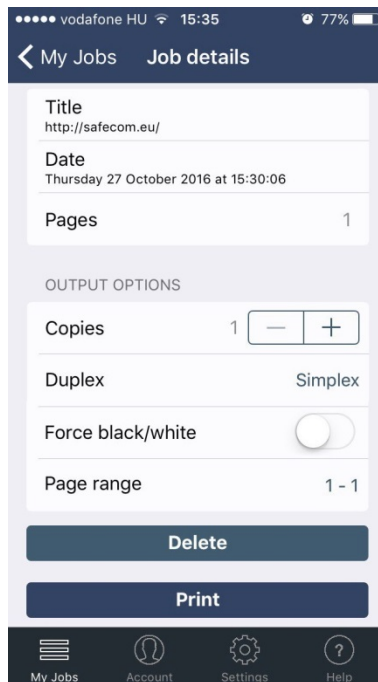 vodafone HU 15:35 77%
My Jobs Job details
Title
http://safecom.eu/
Date
Thursday 27 October 2016 at 15:30:06
Pages 1
OUTPUT OPTIONS
Copies 1 — +
Duplex Simplex
Force black/white
Page range 1 - 1
Delete
Print
My Jobs Account Settings Help